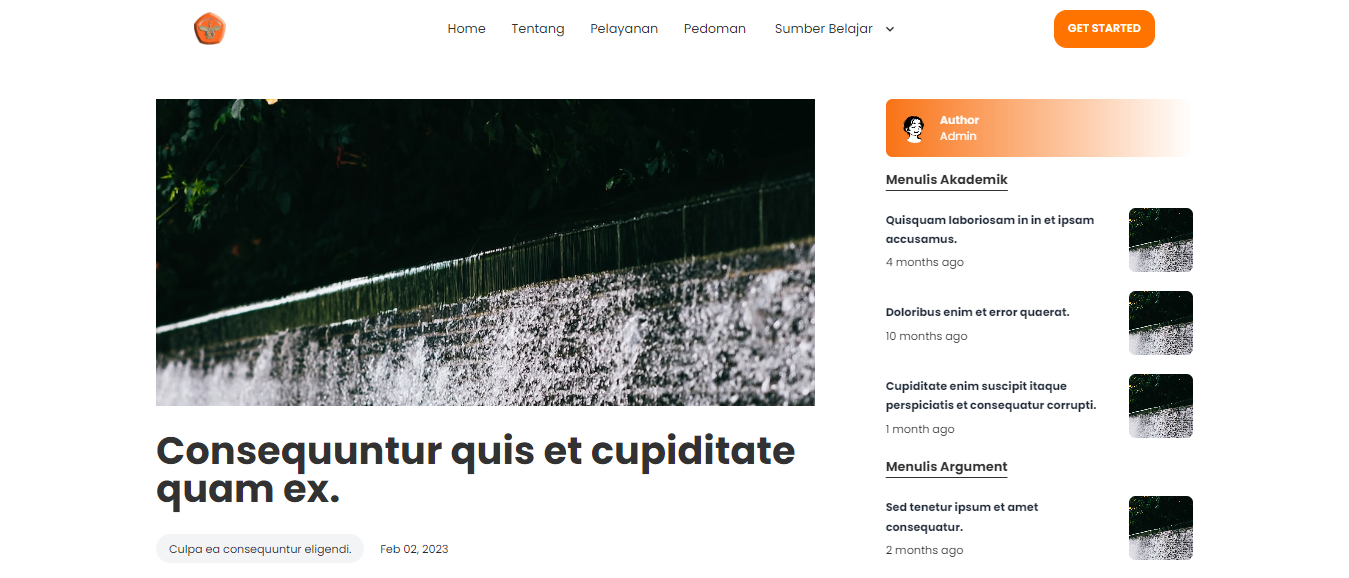 Home Tentang Pelayanan Pedoman Sumber Belajar GET STARTED
Consequuntur quis et cupiditate
quam ex.
Culpa ea consequuntur eligendi. Feb 02, 2023
Author
Admin
Menulis Akademik
Quisquam laboriosam in in et ipsam
accusamus.
4 months ago
Doloribus enim et error quaerat.
10 months ago
Cupiditate enim suscipit itaque
perspiciatis et consequatur corrupti.
1 month ago
Menulis Argument
Sed tenetur ipsum et amet
consequatur.
2 months ago